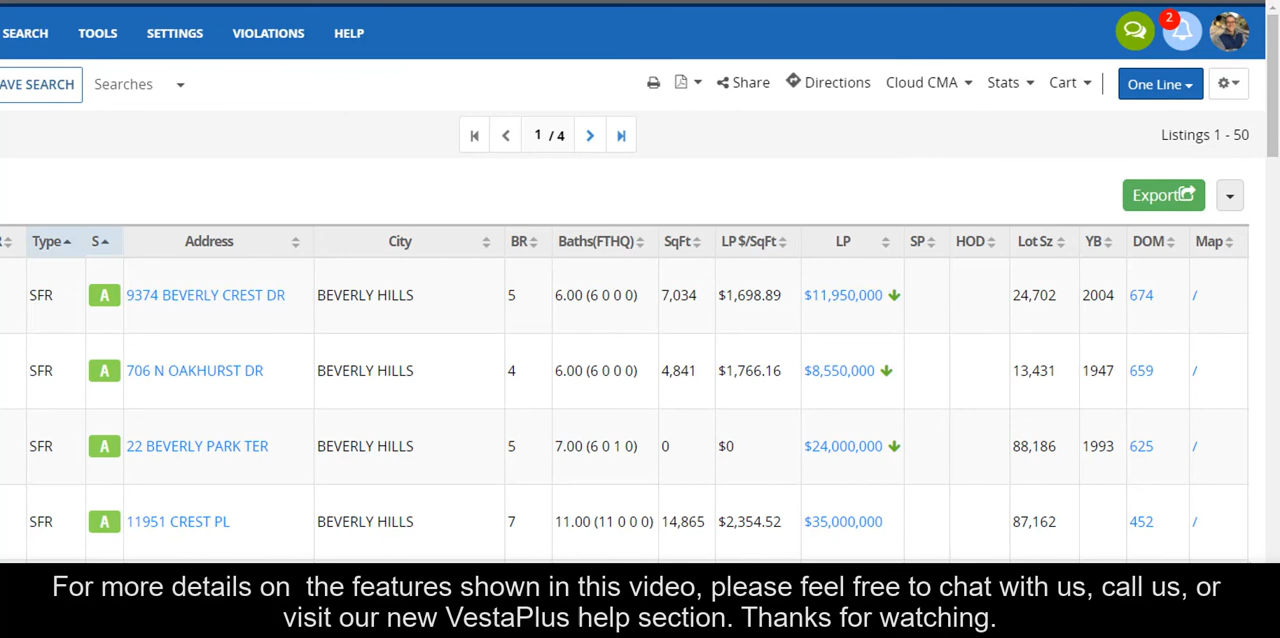 SEARCH TOOLS SETTINGS VIOLATIONS HELP 2
AVE SEARCH Searches Share Directions Cloud CMA Stats Cart One Line
1 / 4 Listings 1 - 50
Export
Type S Address City BR Baths(FTHQ) SqFt LP $/SqFt LP SP HOD Lot Sz YB DOM Map
SFR A 9374 BEVERLY CREST DR BEVERLY HILLS 5 6.00 (6 0 0 0) 7,034 $1,698.89 $11,950,000 24,702 2004 674 /
SFR A 706 N OAKHURST DR BEVERLY HILLS 4 6.00 (6 0 0 0) 4,841 $1,766.16 $8,550,000 13,431 1947 659 /
SFR A 22 BEVERLY PARK TER BEVERLY HILLS 5 7.00 (6 0 1 0) 0 $0 $24,000,000 88,186 1993 625 /
SFR A 11951 CREST PL BEVERLY HILLS 7 11.00 (11 0 0 0) 14,865 $2,354.52 $35,000,000 87,162 452 /
For more details on the features shown in this video, please feel free to chat with us, call us, or
visit our new VestaPlus help section. Thanks for watching.